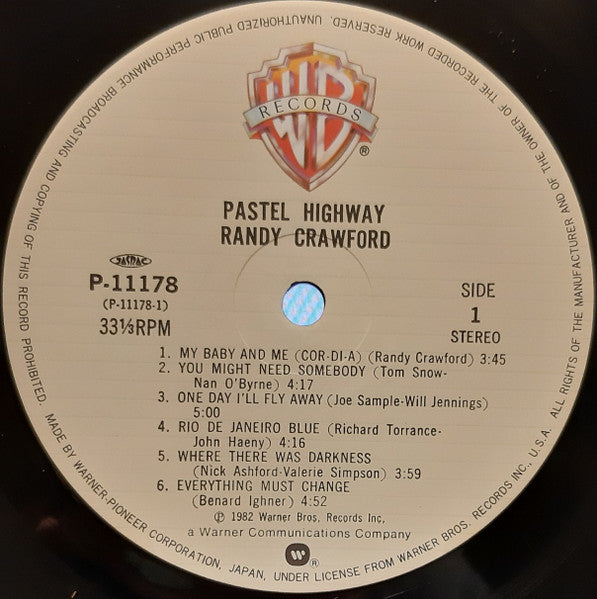 WB
RECORDS
®
PASTEL HIGHWAY
RANDY CRAWFORD
JASRAC
P-11178
(P-11178-1)
33⅓RPM
SIDE
1
STEREO
1. MY BABY AND ME (COR-DI-A) (Randy Crawford) 3:45
2. YOU MIGHT NEED SOMEBODY (Tom Snow-
Nan O'Byrne) 4:17
3. ONE DAY I'LL FLY AWAY (Joe Sample-Will Jennings)
5:00
4. RIO DE JANEIRO BLUE (Richard Torrance-
John Haeny) 4:16
5. WHERE THERE WAS DARKNESS
(Nick Ashford-Valerie Simpson) 3:59
6. EVERYTHING MUST CHANGE
(Benard Ighner) 4:52
℗ 1982 Warner Bros, Records Inc,
a Warner Communications Company
®
MADE BY WARNER-PIONEER CORPORATION, JAPAN, UNDER LICENSE FROM WARNER BROS. RECORDS INC., U.S.A. ALL RIGHTS OF THE MANUFACTURER AND OF THE OWNER OF THE RECORDED WORK RESERVED. UNAUTHORIZED PUBLIC PERFORMANCE BROADCASTING AND COPYING OF THIS RECORD PROHIBITED.